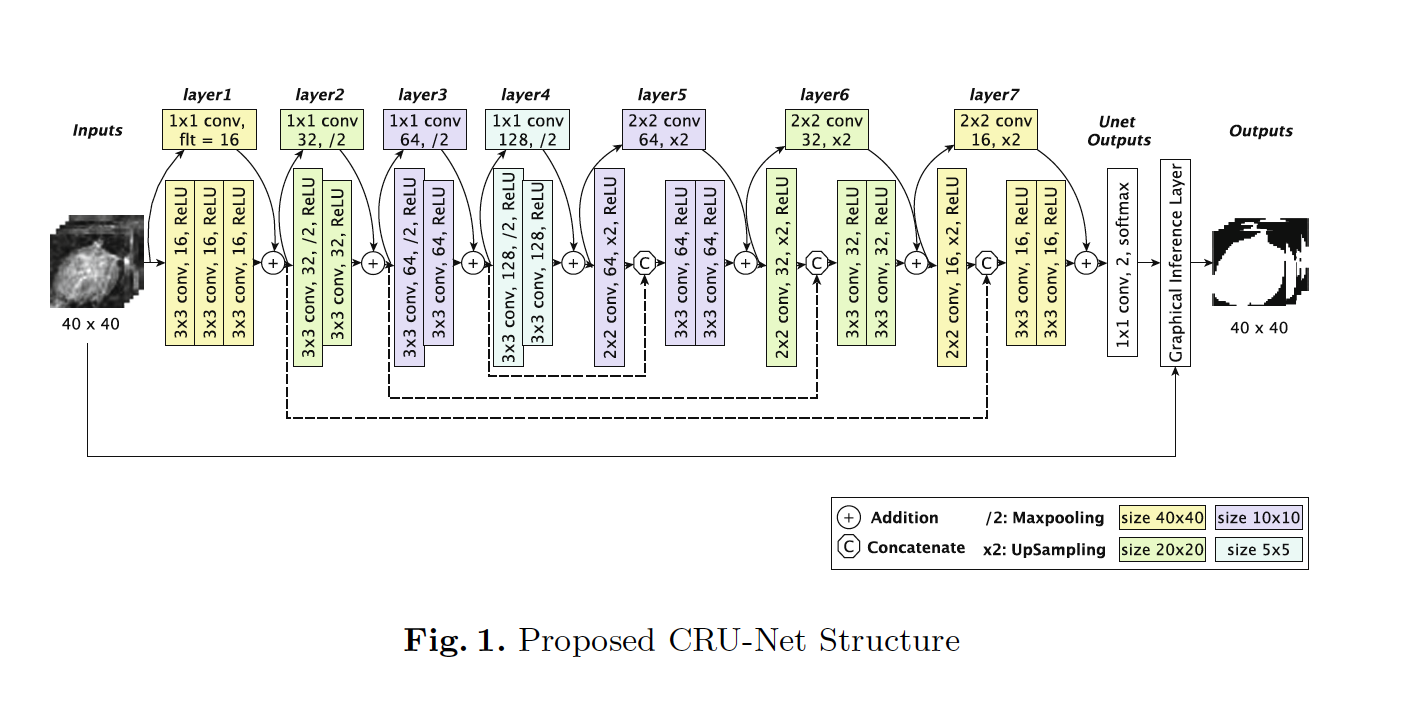 layer1
layer2
layer3
layer4
layer5
layer6
layer7
Inputs
1x1 conv,
flt = 16
1x1 conv
32, /2
1x1 conv
64, /2
1x1 conv
128, /2
2x2 conv
64, x2
2x2 conv
32, x2
2x2 conv
16, x2
Unet
Outputs
Outputs
3x3 conv, 16, ReLU
3x3 conv, 16, ReLU
3x3 conv, 16, ReLU
+
3x3 conv, 32, /2, ReLU
3x3 conv, 32, ReLU
+
3x3 conv, 64, /2, ReLU
3x3 conv, 64, ReLU
+
3x3 conv, 128, /2, ReLU
3x3 conv, 128, ReLU
+
2x2 conv, 64, x2, ReLU
C
3x3 conv, 64, ReLU
3x3 conv, 64, ReLU
+
2x2 conv, 32, x2, ReLU
C
3x3 conv, 32, ReLU
3x3 conv, 32, ReLU
+
2x2 conv, 16, x2, ReLU
C
3x3 conv, 16, ReLU
3x3 conv, 16, ReLU
+
1x1 conv, 2, softmax
Graphical Inference Layer
40 x 40
40 x 40
+ Addition /2: Maxpooling size 40x40 size 10x10
C Concatenate x2: UpSampling size 20x20 size 5x5
Fig. 1. Proposed CRU-Net Structure